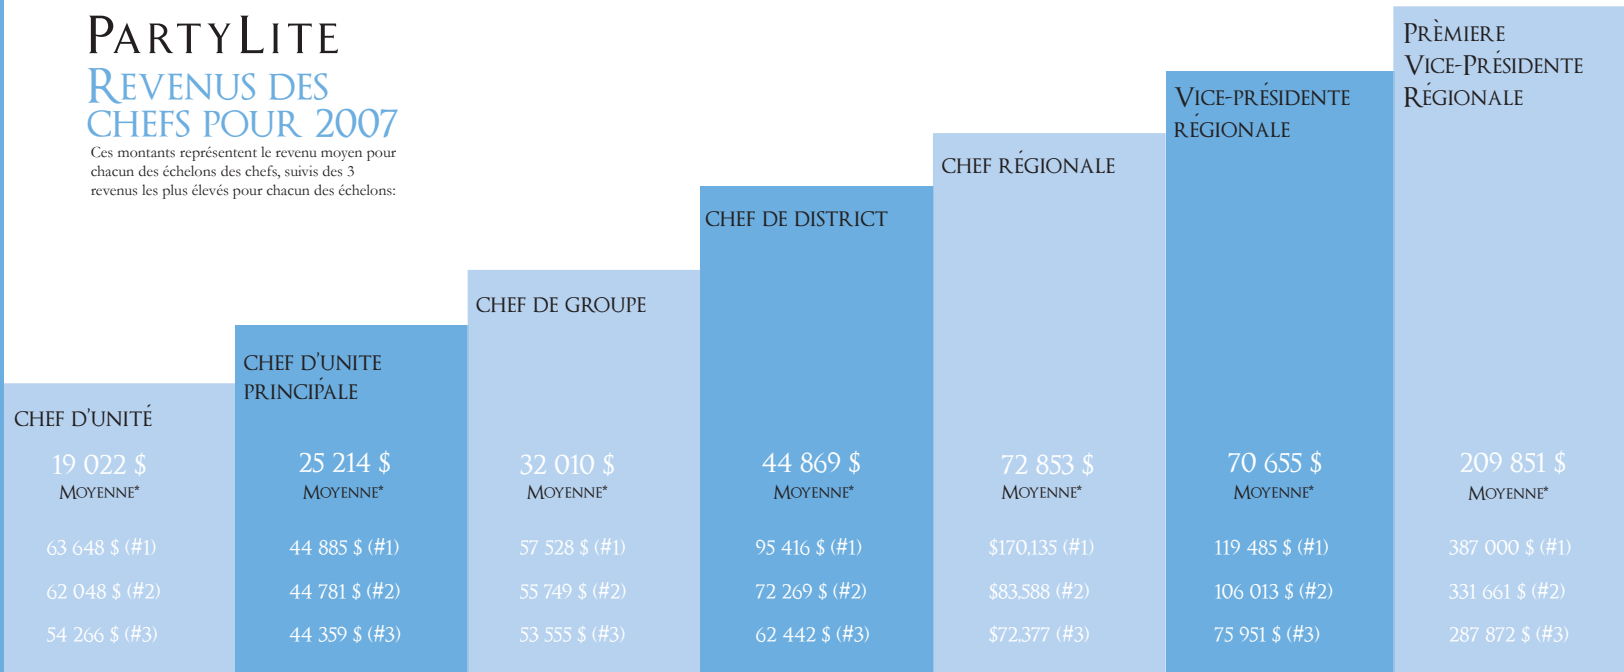 PARTYLITE
REVENUS DES
CHEFS POUR 2007
Ces montants représentent le revenu moyen pour
chacun des échelons des chefs, suivis des 3
revenus les plus élevés pour chacun des échelons:
CHEF D'UNITÉ
19 022 $
MOYENNE*
63 648 $ (#1)
62 048 $ (#2)
54 266 $ (#3)
CHEF D'UNITE
PRINCIPALE
25 214 $
MOYENNE*
44 885 $ (#1)
44 781 $ (#2)
44 359 $ (#3)
CHEF DE GROUPE
32 010 $
MOYENNE*
57 528 $ (#1)
55 749 $ (#2)
53 555 $ (#3)
CHEF DE DISTRICT
44 869 $
MOYENNE*
95 416 $ (#1)
72 269 $ (#2)
62 442 $ (#3)
CHEF RÉGIONALE
72 853 $
MOYENNE*
$170,135 (#1)
$83,588 (#2)
$72,377 (#3)
VICE-PRÉSIDENTE
RÉGIONALE
70 655 $
MOYENNE*
119 485 $ (#1)
106 013 $ (#2)
75 951 $ (#3)
PRÈMIERE
VICE-PRÉSIDENTE
RÉGIONALE
209 851 $
MOYENNE*
387 000 $ (#1)
331 661 $ (#2)
287 872 $ (#3)